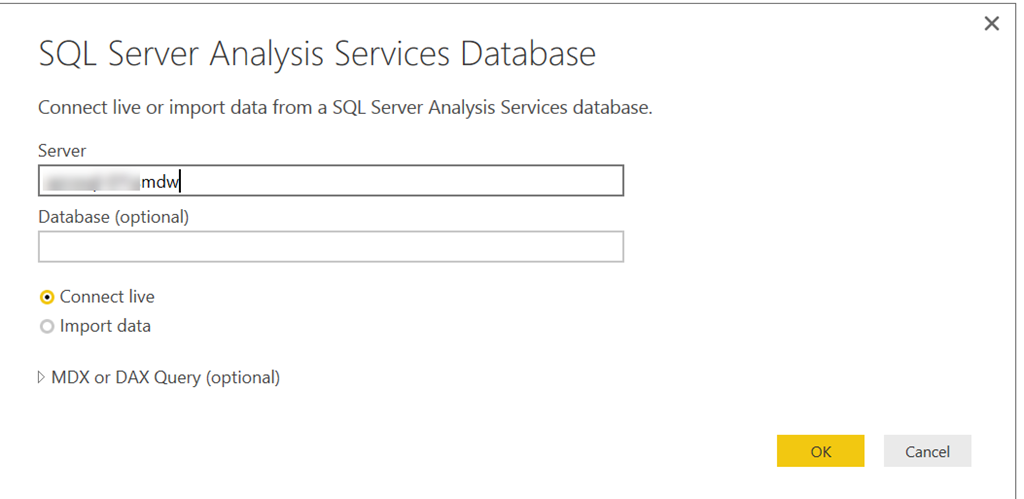 SQL Server Analysis Services Database
Connect live or import data from a SQL Server Analysis Services database.
Server
mdw
Database (optional)
Connect live
Import data
MDX or DAX Query (optional)
OK Cancel